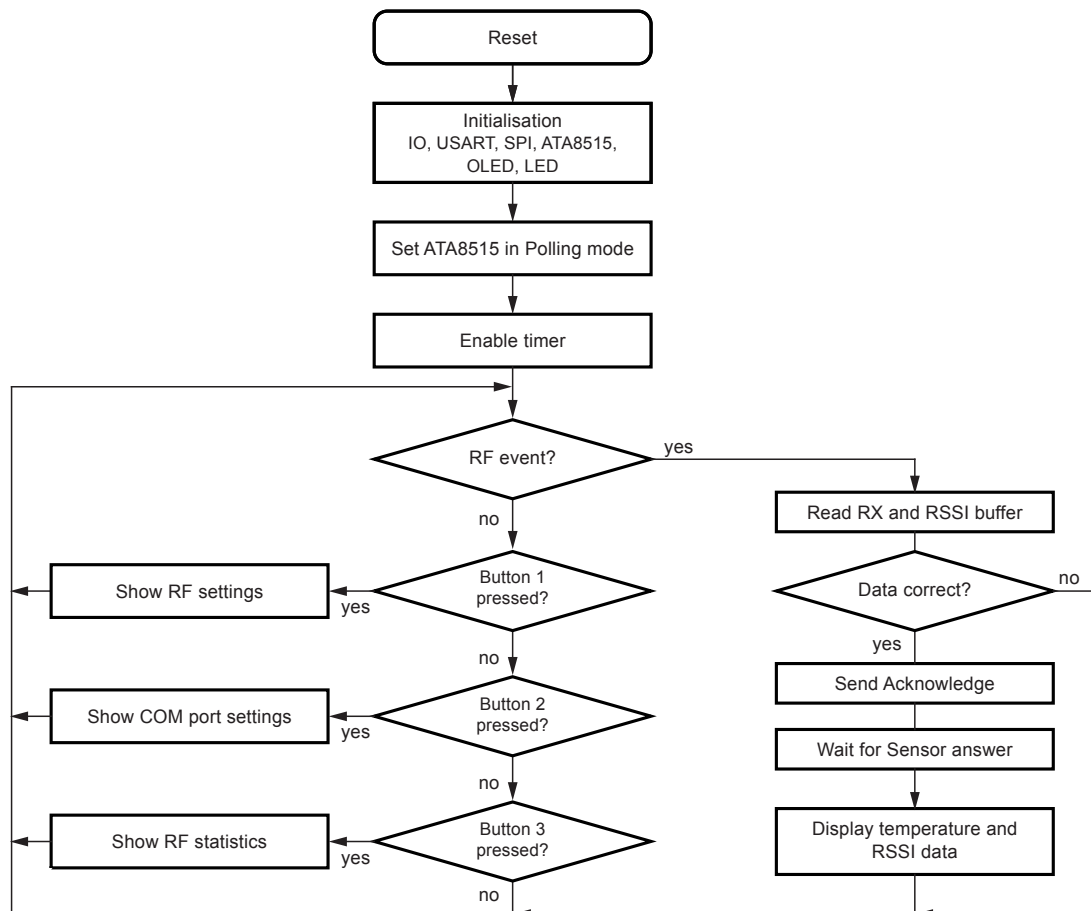 Reset
Initialisation
IO, USART, SPI, ATA8515,
OLED, LED
Set ATA8515 in Polling mode
Enable timer
RF event?
yes
no
Read RX and RSSI buffer
Data correct?
no
yes
Button 1
pressed?
yes
Show RF settings
no
Send Acknowledge
Button 2
pressed?
yes
Show COM port settings
no
Wait for Sensor answer
Button 3
pressed?
yes
Show RF statistics
no
Display temperature and
RSSI data